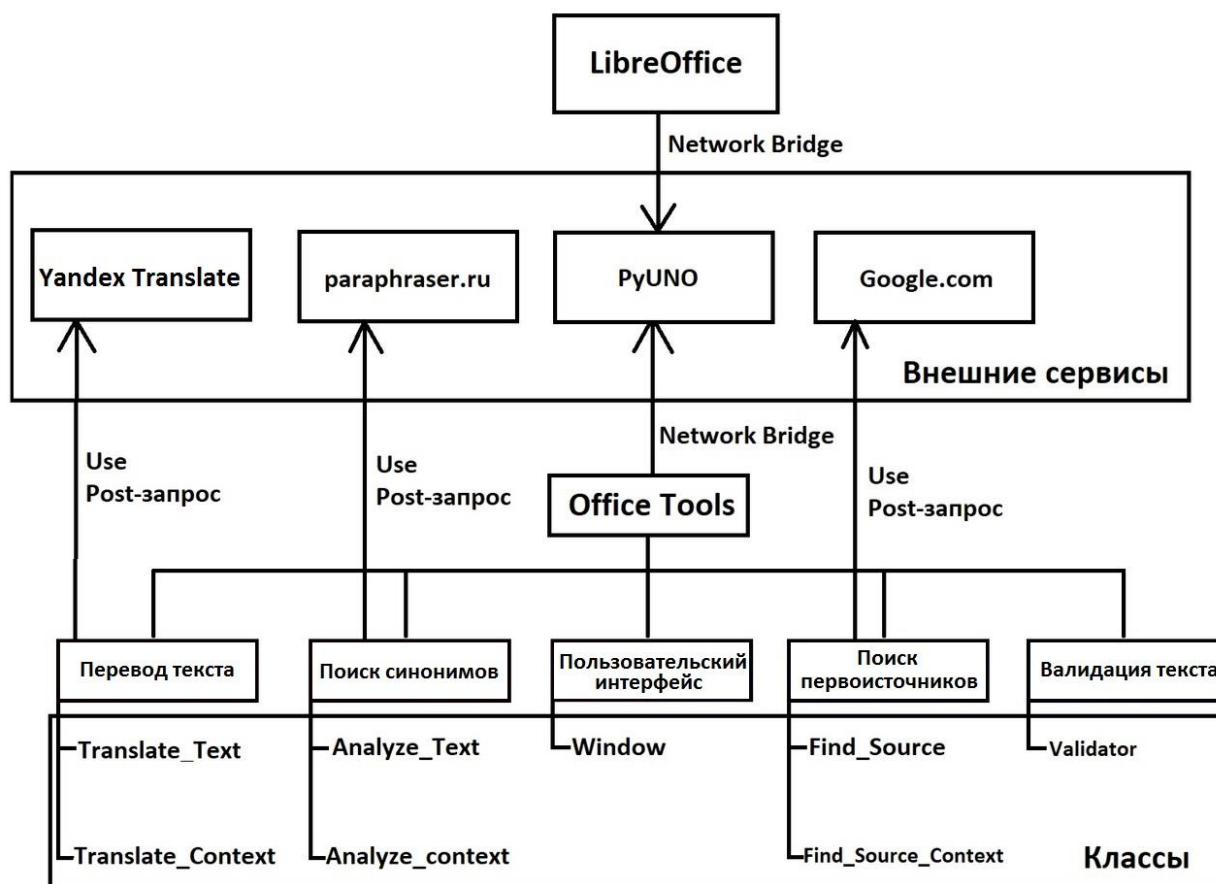 LibreOffice
Network Bridge
Yandex Translate
paraphraser.ru
PyUNO
Google.com
Внешние сервисы
Use
Post-запрос
Use
Post-запрос
Network Bridge
Use
Post-запрос
Office Tools
Перевод текста
Поиск синонимов
Пользовательский
интерфейс
Поиск
первоисточников
Валидация текста
Translate_Text
Analyze_Text
Window
Find_Source
Validator
Translate_Context
Analyze_context
Find_Source_Context
Классы